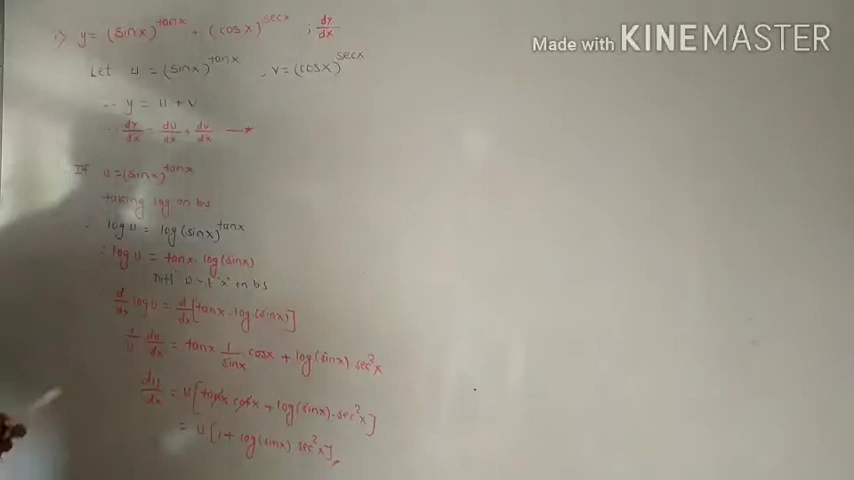 1) y = (sinx)^tanx + (cosx)^secx ; dy/dx
Made with KINEMASTER
Let u = (sinx)^tanx , v = (cosx)^secx
∴ y = u + v
dy/dx = du/dx + dv/dx —*
If u = (sinx)^tanx
taking log on bs
log u = log(sinx)^tanx
∴ log u = tanx · log(sinx)
Diff w.r.t "x" on bs
d/dx log u = d/dx [tanx · log(sinx)]
1/u du/dx = tanx 1/sinx · cosx + log(sinx) sec²x
du/dx = u[tanx cotx + log(sinx) · sec²x]
= u[1 + log(sinx) sec²x]